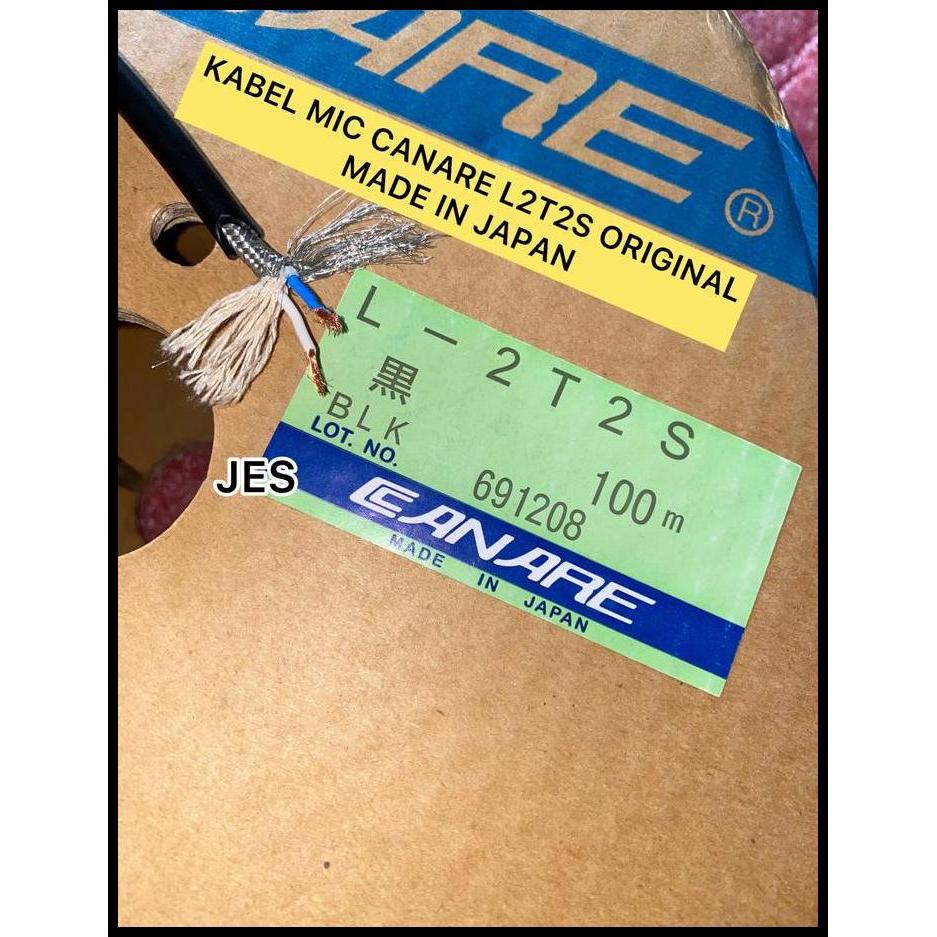 ARE®
KABEL MIC CANARE L2T2S ORIGINAL
MADE IN JAPAN
L-2T2S
黒
BLK
100m
LOT. NO.
691208
CANARE
MADE IN JAPAN
JES